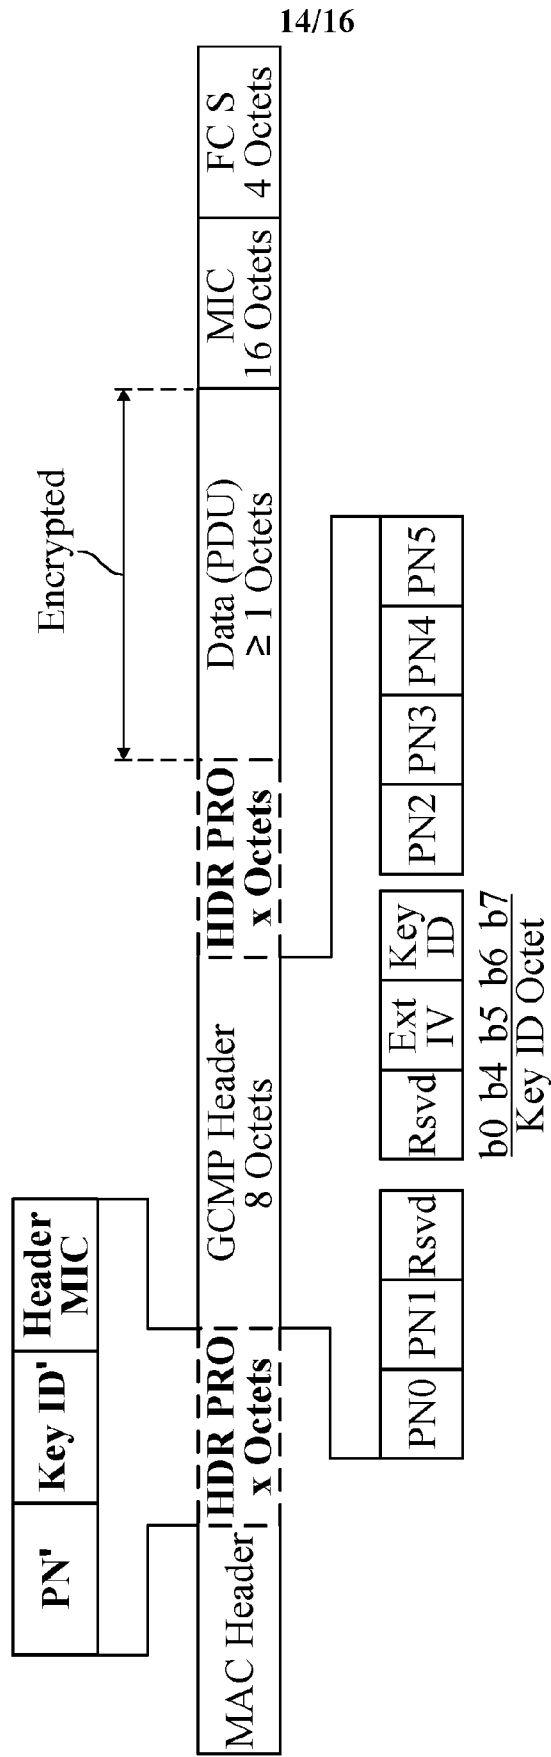 14/16
Encrypted
PN'
Key ID'
Header
MIC
MAC Header
HDR PRO
x Octets
GCMP Header
8 Octets
HDR PRO
x Octets
Data (PDU)
≥ 1 Octets
MIC
16 Octets
FC S
4 Octets
PN0
PN1
Rsvd
Rsvd
Ext
IV
Key
ID
PN2
PN3
PN4
PN5
b0 b4 b5 b6 b7
Key ID Octet